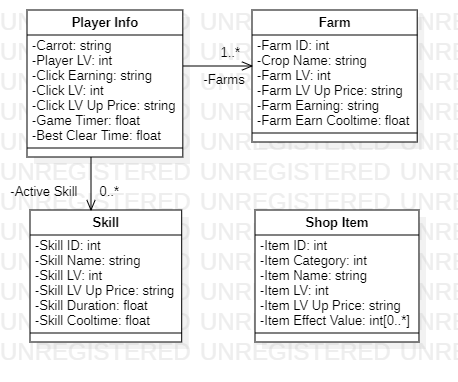 Player Info
-Carrot: string
-Player LV: int
-Click Earning: string
-Click LV: int
-Click LV Up Price: string
-Game Timer: float
-Best Clear Time: float
1..*
-Farms
Farm
-Farm ID: int
-Crop Name: string
-Farm LV: int
-Farm LV Up Price: string
-Farm Earning: string
-Farm Earn Cooltime: float
-Active Skill
0..*
Skill
-Skill ID: int
-Skill Name: string
-Skill LV: int
-Skill LV Up Price: string
-Skill Duration: float
-Skill Cooltime: float
Shop Item
-Item ID: int
-Item Category: int
-Item Name: string
-Item LV: int
-Item LV Up Price: string
-Item Effect Value: int[0..*]
UNREGISTERED